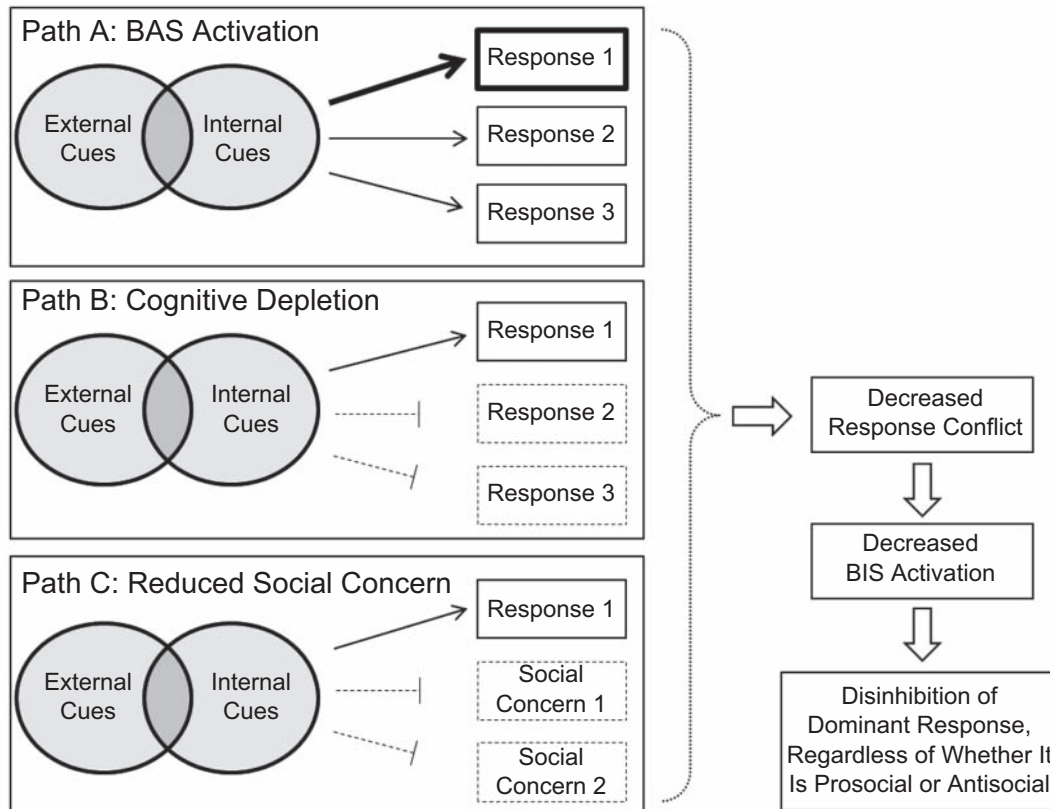 Path A: BAS Activation
External
Cues
Internal
Cues
Response 1
Response 2
Response 3
Path B: Cognitive Depletion
External
Cues
Internal
Cues
Response 1
Response 2
Response 3
Path C: Reduced Social Concern
External
Cues
Internal
Cues
Response 1
Social
Concern 1
Social
Concern 2
Decreased
Response Conflict
Decreased
BIS Activation
Disinhibition of
Dominant Response,
Regardless of Whether It
Is Prosocial or Antisocial